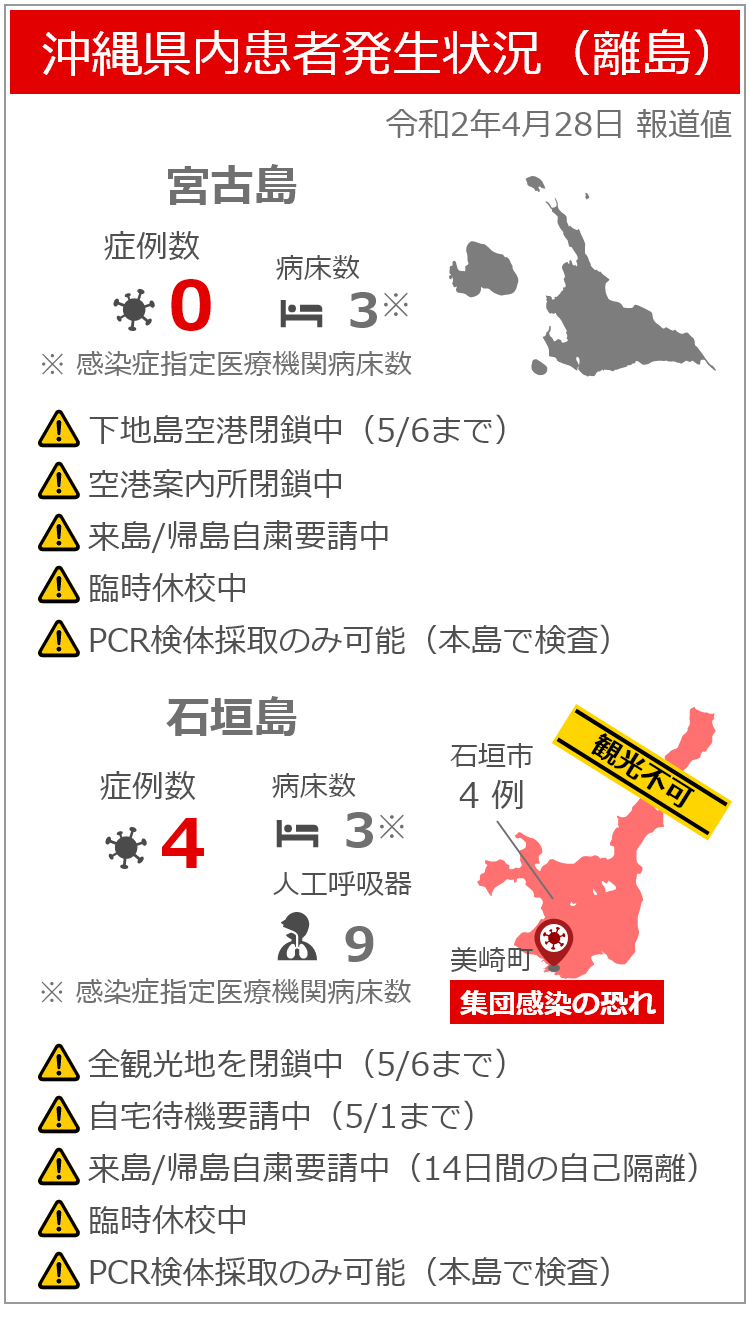 沖縄県内患者発生状況（離島）
令和2年4月28日 報道値
宮古島
症例数
0
病床数
3※
※ 感染症指定医療機関病床数
下地島空港閉鎖中（5/6まで）
空港案内所閉鎖中
来島/帰島自粛要請中
臨時休校中
PCR検体採取のみ可能（本島で検査）
石垣島
症例数
4
病床数
3※
人工呼吸器
9
※ 感染症指定医療機関病床数
石垣市
4 例
観光不可
美崎町
集団感染の恐れ
全観光地を閉鎖中（5/6まで）
自宅待機要請中（5/1まで）
来島/帰島自粛要請中（14日間の自己隔離）
臨時休校中
PCR検体採取のみ可能（本島で検査）